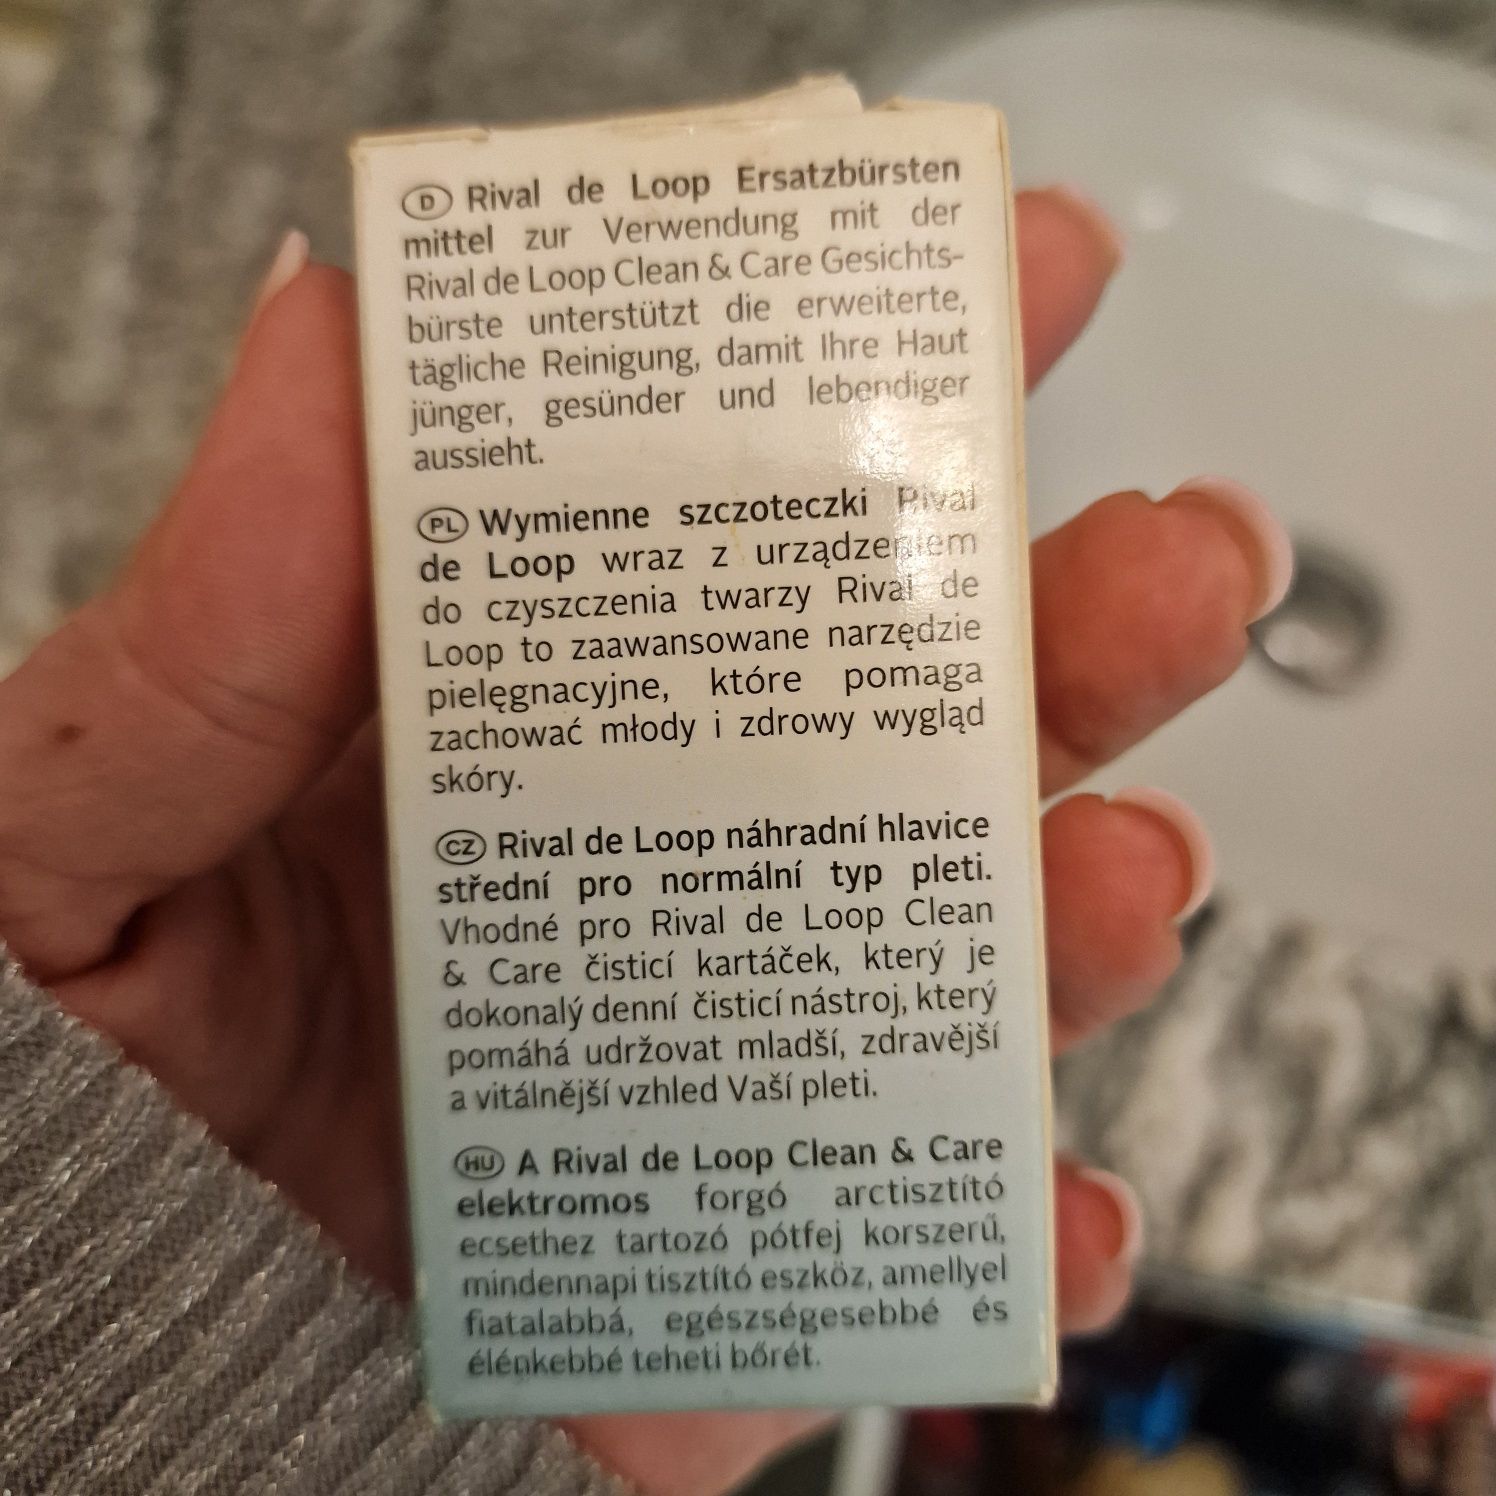 D Rival de Loop Ersatzbürsten
mittel zur Verwendung mit der
Rival de Loop Clean & Care Gesichts-
bürste unterstützt die erweiterte,
tägliche Reinigung, damit Ihre Haut
jünger, gesünder und lebendiger
aussieht.
PL Wymienne szczoteczki Rival
de Loop wraz z urządzeniem
do czyszczenia twarzy Rival de
Loop to zaawansowane narzędzie
pielęgnacyjne, które pomaga
zachować młody i zdrowy wygląd
skóry.
CZ Rival de Loop náhradní hlavice
střední pro normální typ pleti.
Vhodné pro Rival de Loop Clean
& Care čisticí kartáček, který je
dokonalý denní čisticí nástroj, který
pomáhá udržovat mladší, zdravější
a vitálnější vzhled Vaší pleti.
HU A Rival de Loop Clean & Care
elektromos forgó arctisztító
ecsethez tartozó pótfej korszerű,
mindennapi tisztító eszköz, amellyel
fiatalabbá, egészségesebbé és
élénkebbé teheti bőrét.